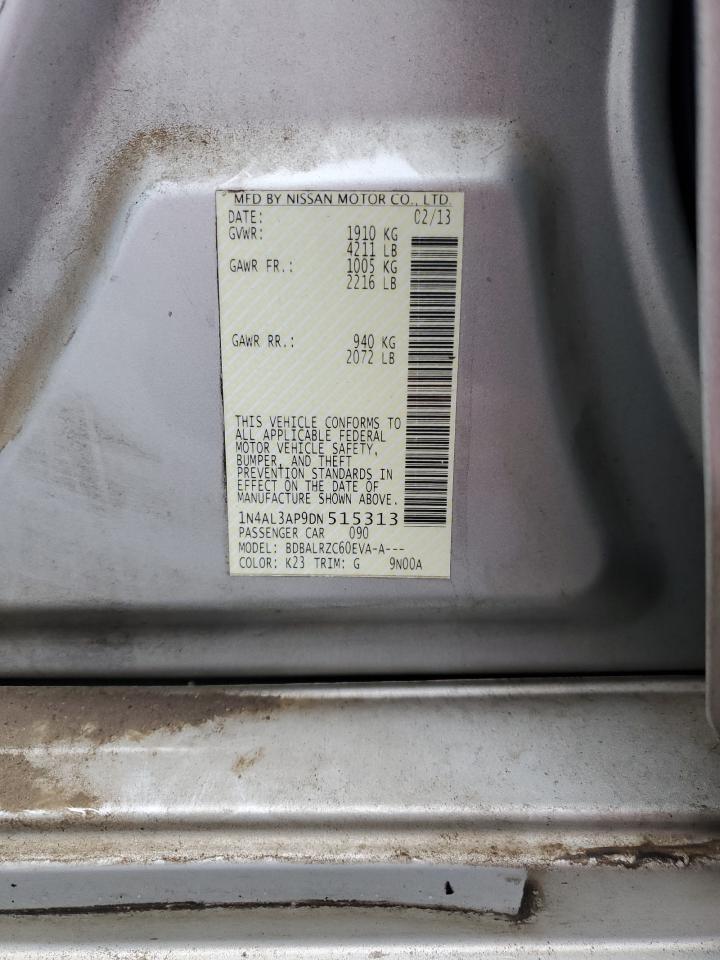 MFD BY NISSAN MOTOR CO., LTD.
DATE: 02/13
GVWR: 1910 KG
4211 LB
GAWR FR.: 1005 KG
2216 LB
GAWR RR.: 940 KG
2072 LB
THIS VEHICLE CONFORMS TO
ALL APPLICABLE FEDERAL
MOTOR VEHICLE SAFETY,
BUMPER, AND THEFT
PREVENTION STANDARDS IN
EFFECT ON THE DATE OF
MANUFACTURE SHOWN ABOVE.
1N4AL3AP9DN 515313
PASSENGER CAR 090
MODEL: BDBALRZC60EVA-A---
COLOR: K23 TRIM: G 9N00A